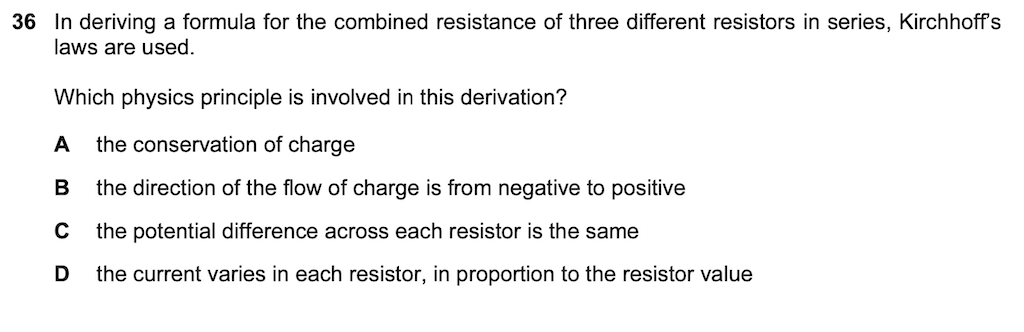 36 In deriving a formula for the combined resistance of three different resistors in series, Kirchhoff's
laws are used.
Which physics principle is involved in this derivation?
A the conservation of charge
B the direction of the flow of charge is from negative to positive
C the potential difference across each resistor is the same
D the current varies in each resistor, in proportion to the resistor value